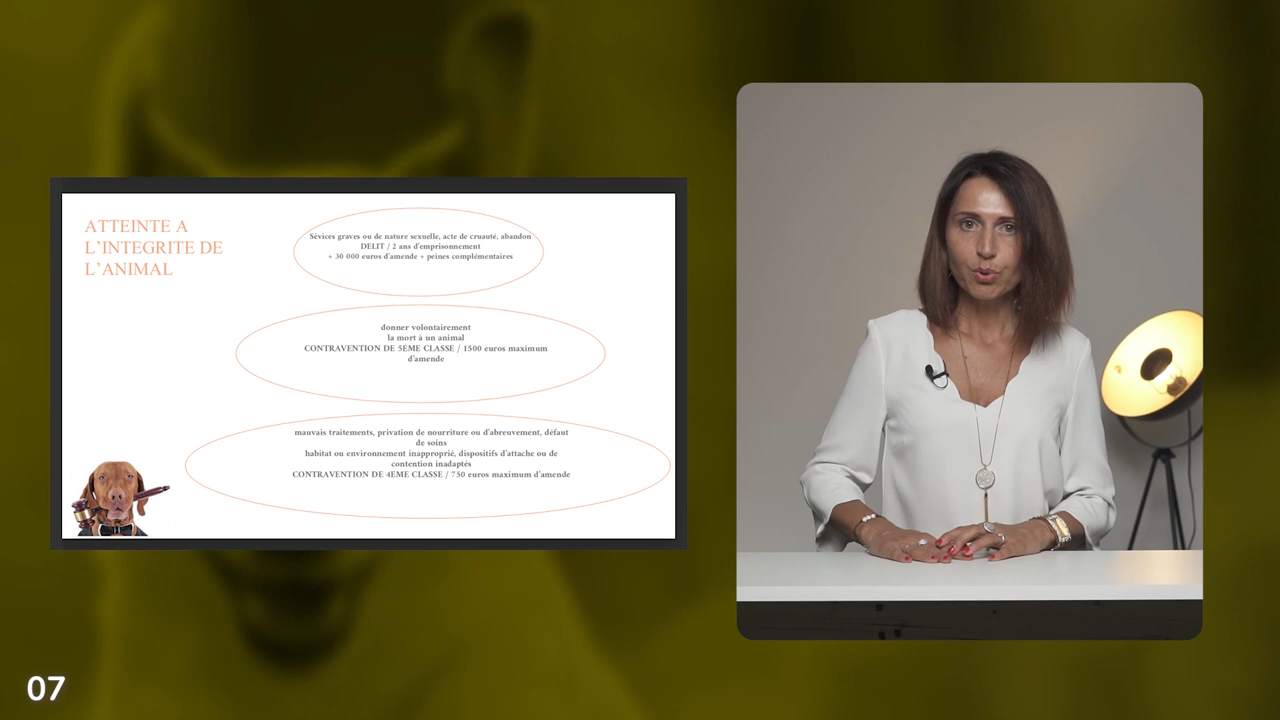 ATTEINTE A
L'INTEGRITE DE
L'ANIMAL
Sévices graves ou de nature sexuelle, acte de cruauté, abandon
DELIT / 2 ans d'emprisonnement
+ 30 000 euros d'amende + peines complémentaires
donner volontairement
la mort à un animal
CONTRAVENTION DE 5EME CLASSE / 1500 euros maximum
d'amende
mauvais traitements, privation de nourriture ou d'abreuvement, défaut
de soins
habitat ou environnement inapproprié, dispositifs d'attache ou de
contention inadaptés
CONTRAVENTION DE 4EME CLASSE / 750 euros maximum d'amende
07